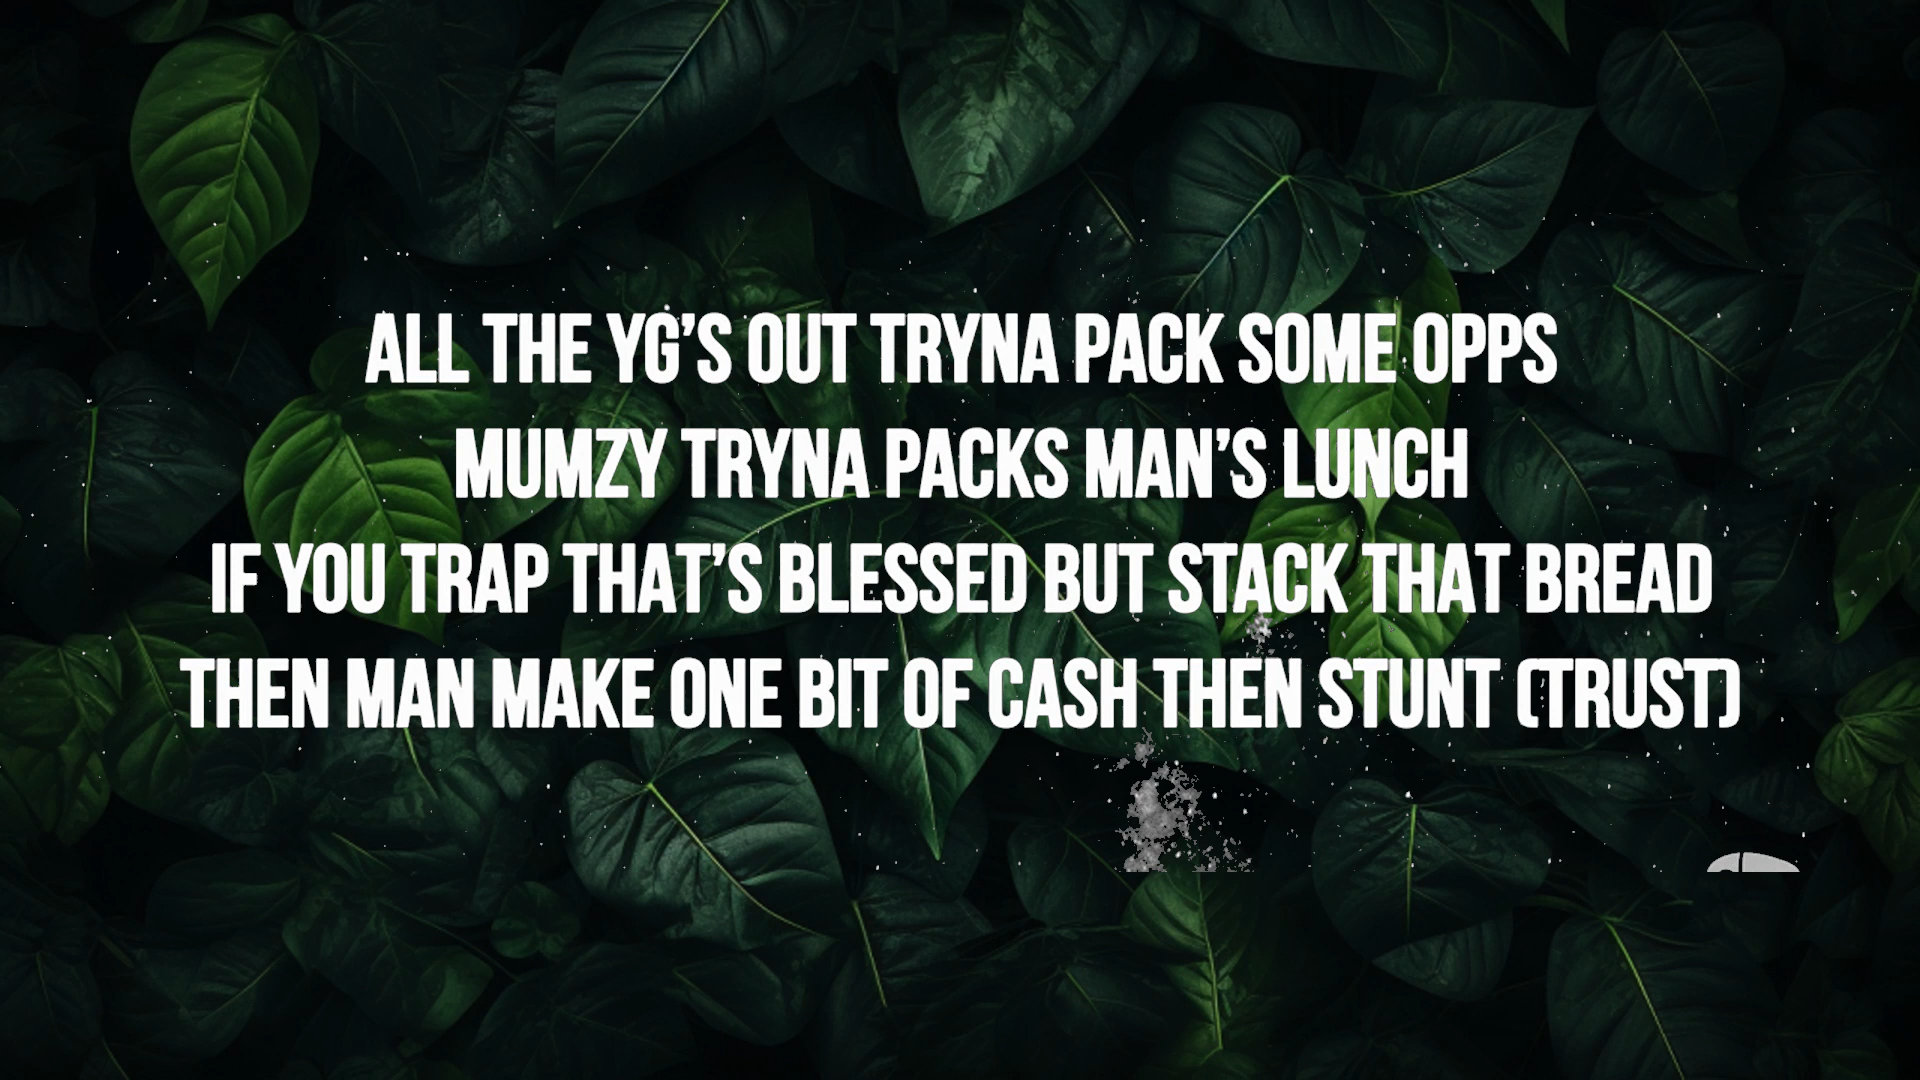 ALL THE YG'S OUT TRYNA PACK SOME OPPS
MUMZY TRYNA PACKS MAN'S LUNCH
IF YOU TRAP THAT'S BLESSED BUT STACK THAT BREAD
THEN MAN MAKE ONE BIT OF CASH THEN STUNT (TRUST)